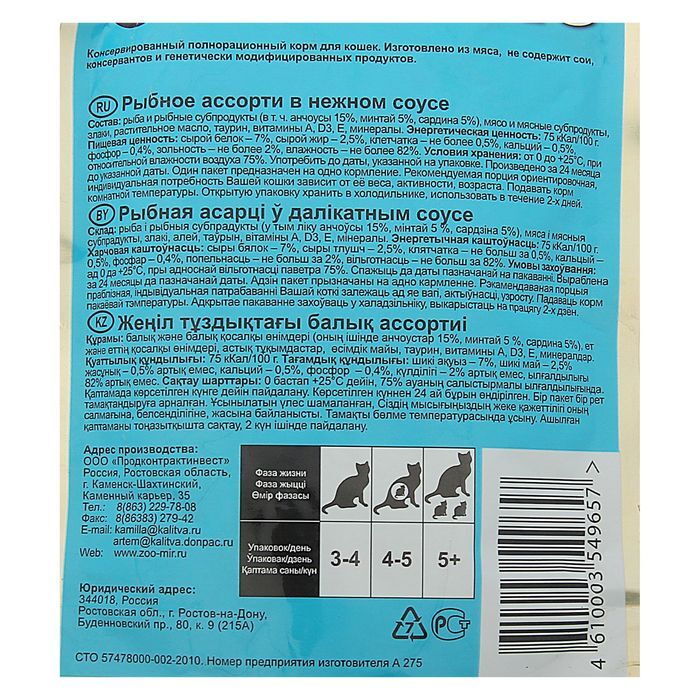 Консервированный полнорационный корм для кошек. Изготовлено из мяса, не содержит сои,
консервантов и генетически модифицированных продуктов.
RU Рыбное ассорти в нежном соусе
Состав: рыба и рыбные субпродукты (в т. ч. анчоусы 15%, минтай 5%, сардина 5%), мясо и мясные субпродукты,
злаки, растительное масло, таурин, витамины A, D3, E, минералы. Энергетическая ценность: 75 кКал/100 г.
Пищевая ценность: сырой белок – 7%, сырой жир – 2,5%, клетчатка – не более 0,5%, кальций – 0,5%,
фосфор – 0,4%, зольность – не более 2%, влажность – не более 82%. Условия хранения: от 0 до +25°C, при
относительной влажности воздуха 75%. Употребить до даты, указанной на упаковке. Произведено за 24 месяца
до указанной даты. Один пакет предназначен на одно кормление. Рекомендуемая порция ориентировочная,
индивидуальная потребность Вашей кошки зависит от её веса, активности, возраста. Подавать корм
комнатной температуры. Открытую упаковку хранить в холодильнике, использовать в течение 2-х дней.
BY Рыбная асарці ў далікатным соусе
Склад: рыба і рыбныя субпрадукты (у тым ліку анчоусы 15%, мінтай 5 %, сардзіна 5%), мяса і мясныя
субпрадукты, злакі, алей, таўрын, вітаміны A, D3, E, мінералы. Энергетычная каштоўнасць: 75 кКал/100 г.
Харчовая каштоўнасць: сыры бялок – 7%, сыры тлушч – 2,5%, клятчатка – не больш за 0,5%, кальцый –
0,5%, фосфар – 0,4%, попельнасць – не больш за 2%, вільготнасць – не больш за 82%. Умовы захоўвання:
ад 0 да +25°C, пры адноснай вільготнасці паветра 75%. Спажыць да даты пазначанай на пакаванні. Выраблена
за 24 месяцы да пазначанай даты. Адзін пакет прызначаны на адно кармленне. Рэкамендаваная порцыя
прыблізная, індывідуальная патрабаванні Вашай коткі залежаць ад яе вагі, актыўнасці, узросту. Падаваць корм
пакаёвай тэмпературы. Адкрытае пакаванне захоўваць у халадзільніку, выкарыстаць на працягу 2-х дзён.
KZ Жеңіл тұздықтағы балық ассортиі
Құрамы: балық және балық қосалқы өнімдері (оның ішінде анчоустар 15%, минтай 5 %, сардина 5%), ет
және еттің қосалқы өнімдері, астық тұқымдастар, өсімдік майы, таурин, витамины A, D3, E, минералдар.
Қуаттылық құндылығы: 75 кКал/100 г. Тағамдық құндылығы: шикі ақуыз – 7%, шикі май – 2,5%,
жасұнық – 0,5% артық емес, кальций – 0,5%, фосфор – 0,4%, күлділігі – 2% артық емес, ылғалдылығы
82% артық емес. Сақтау шарттары: 0 бастап +25°C дейін, 75% ауаның салыстырмалы ылғалдылығында.
Қаптамада көрсетілген күнге дейін пайдалану. Көрсетілген күннен 24 ай бұрын өндірілген. Бір пакет бір рет
тамақтандыруға арналған. Ұсынылатын үлес шамаланған, Сіздің мысығыңыздың жеке қажеттілігі оның
салмағына, белсенділігіне, жасына байланысты. Тамақты бөлме температурасында ұсыну. Ашылған
қаптаманы тоңазытқышта сақтау, 2 күн ішінде пайдалану.
Адрес производства:
ООО «Продконтрактинвест»
Россия, Ростовская область,
г. Каменск-Шахтинский,
Каменный карьер, 35
Тел.: 8(863) 229-78-08
Факс: 8(86383) 279-42
E-mail: kamilla@kalitva.ru
artem@kalitva.donpac.ru
Web: www.zoo-mir.ru
Юридический адрес:
344018, Россия
Ростовская обл., г. Ростов-на-Дону,
Буденновский пр., 80, к. 9 (215А)
Фаза жизни
Фаза жыцці
Өмір фазасы
Упаковок/день
Ўпаковак/дзень
Қаптама саны/күн
3-4 4-5 5+
7
РСТ
4 610003 549657 >
СТО 57478000-002-2010. Номер предприятия изготовителя А 275